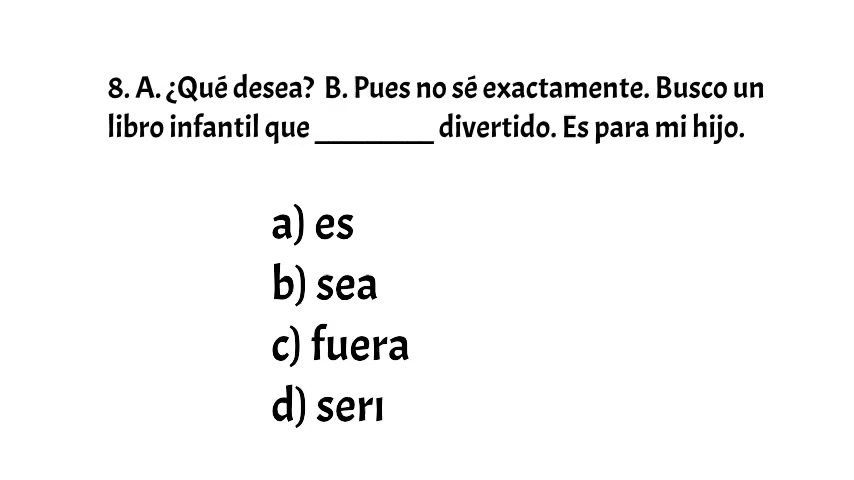 8. A. ¿Qué desea? B. Pues no sé exactamente. Busco un
libro infantil que ________ divertido. Es para mi hijo.
a) es
b) sea
c) fuera
d) serı